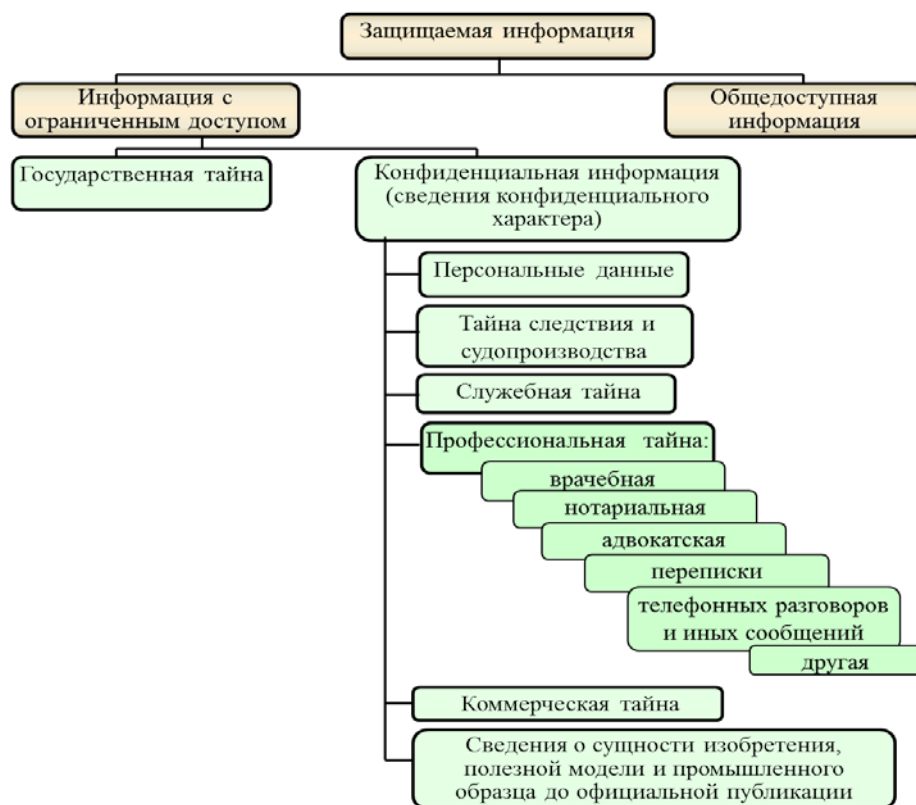 Защищаемая информация
Информация с
ограниченным доступом
Общедоступная
информация
Государственная тайна
Конфиденциальная информация
(сведения конфиденциального
характера)
Персональные данные
Тайна следствия и
судопроизводства
Служебная тайна
Профессиональная тайна:
врачебная
нотариальная
адвокатская
переписки
телефонных разговоров
и иных сообщений
другая
Коммерческая тайна
Сведения о сущности изобретения,
полезной модели и промышленного
образца до официальной публикации